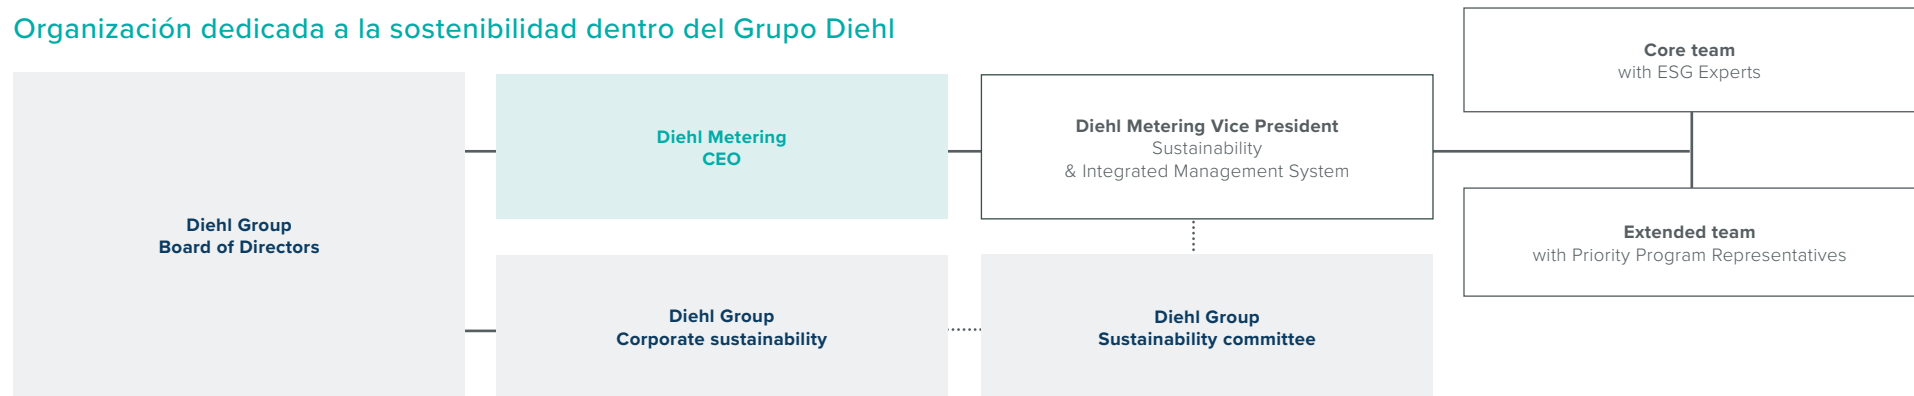 Organización dedicada a la sostenibilidad dentro del Grupo Diehl
Diehl Group
Board of Directors
Diehl Metering
CEO
Diehl Metering Vice President
Sustainability
& Integrated Management System
Core team
with ESG Experts
Extended team
with Priority Program Representatives
Diehl Group
Corporate sustainability
Diehl Group
Sustainability committee